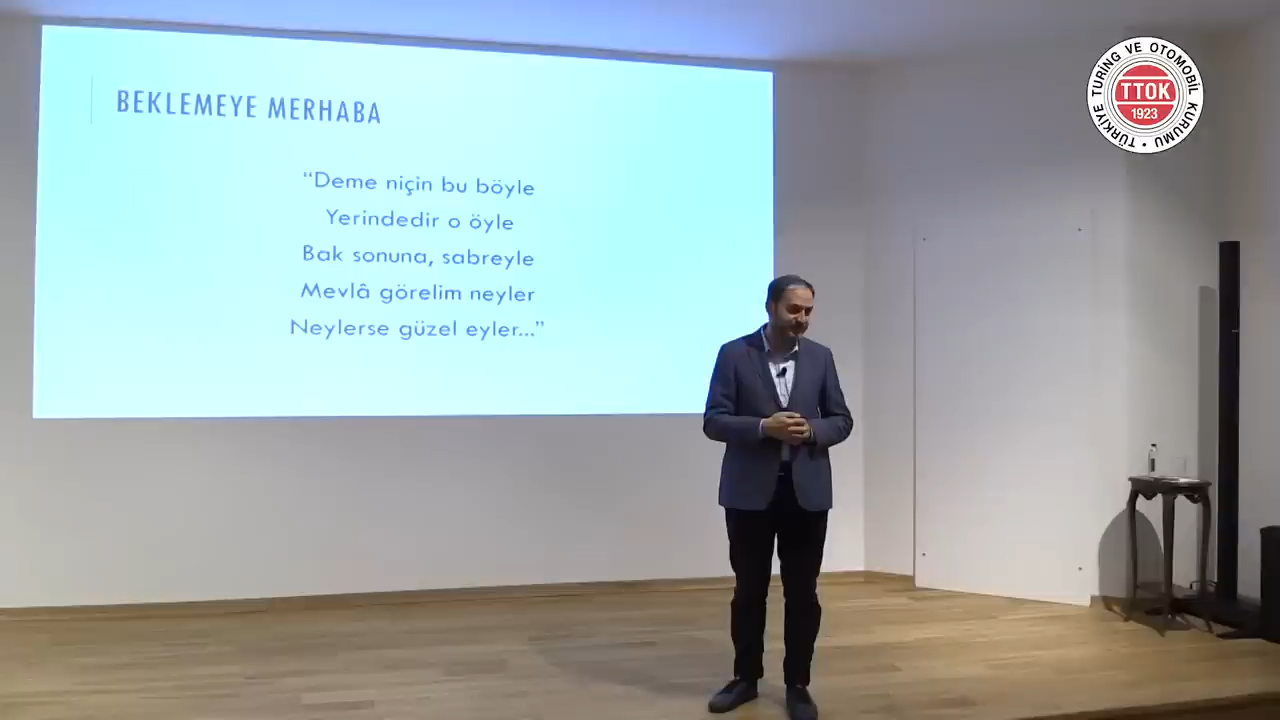 BEKLEMEYE MERHABA
“Deme niçin bu böyle
Yerindedir o öyle
Bak sonuna, sabreyle
Mevlâ görelim neyler
Neylerse güzel eyler...”
TÜRKİYE TURİNG VE OTOMOBİL KURUMU
TTOK
1923